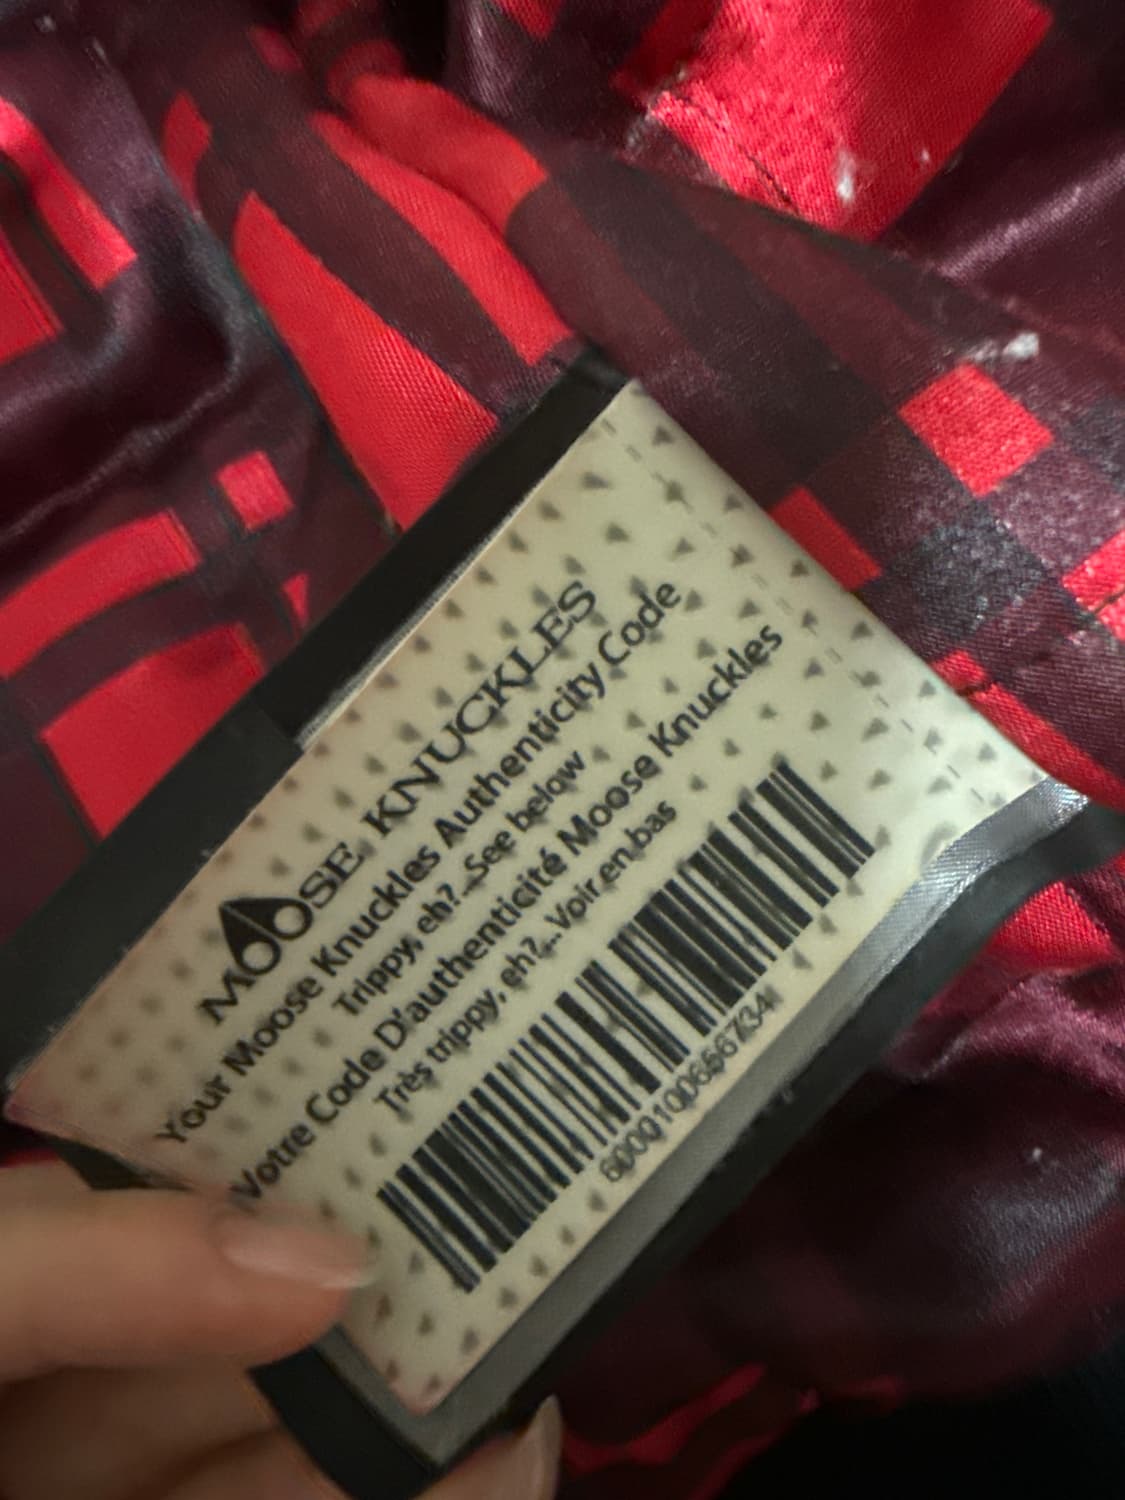 MOOSE KNUCKLES
Your Moose Knuckles Authenticity Code
Trippy, eh?...See below
Votre Code D'authenticité Moose Knuckles
Très trippy, eh?...Voir en bas